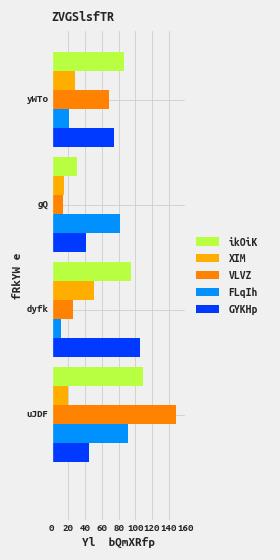 ZVGSlsfTR
yWTo
gQ
dyfk
uJDF
fRkYW e
ikOiK
XIM
VLVZ
FLqIh
GYKHp
0 20 40 60 80 100 120 140 160
Yl bQmXRfp